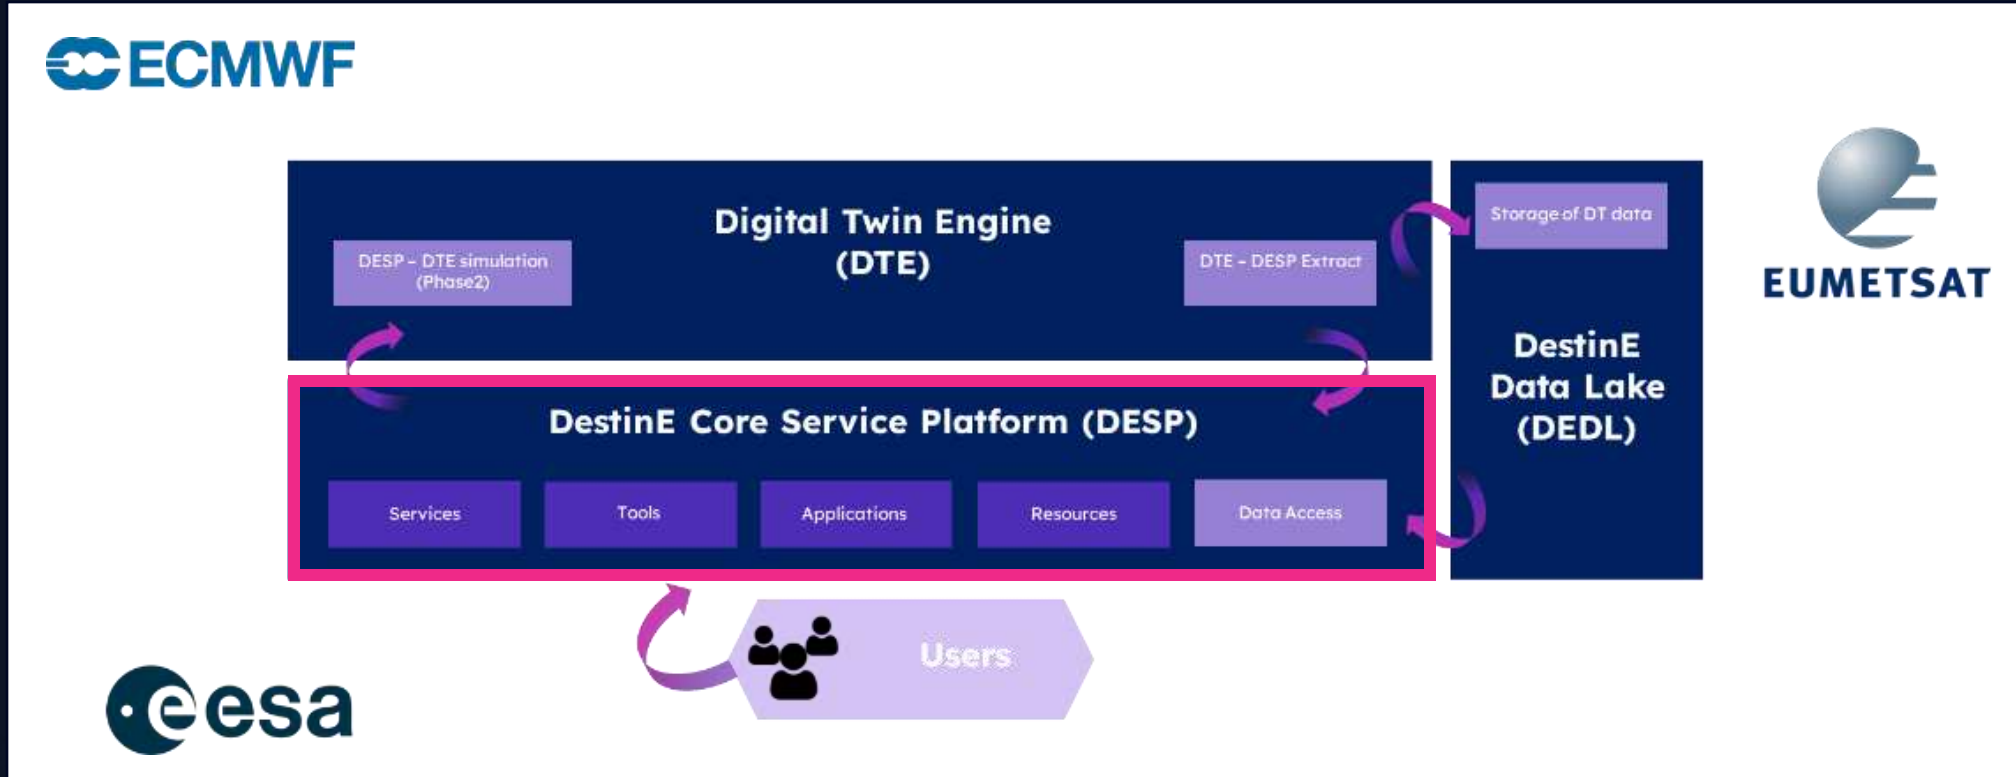 ECMWF
Digital Twin Engine
(DTE)
DESP - DTE simulation
(Phase2)
DTE - DESP Extract
Storage of DT data
EUMETSAT
DestinE
Data Lake
(DEDL)
DestinE Core Service Platform (DESP)
Services
Tools
Applications
Resources
Data Access
Users
esa